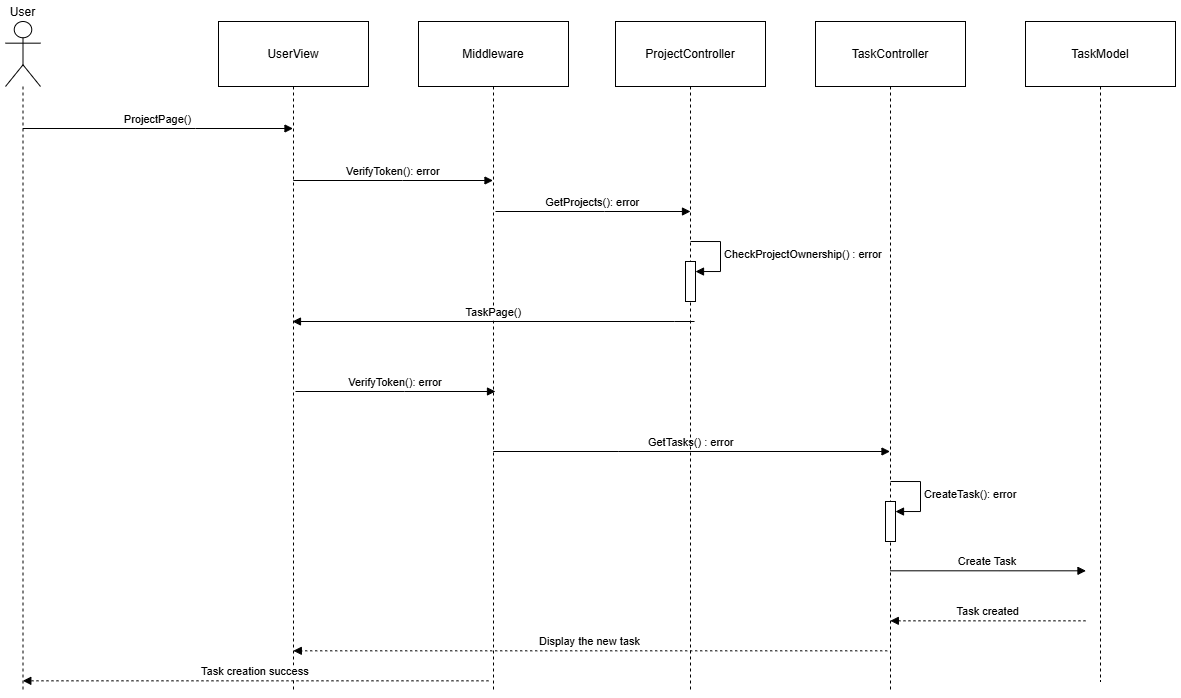 User
UserView
Middleware
ProjectController
TaskController
TaskModel
ProjectPage()
VerifyToken(): error
GetProjects(): error
CheckProjectOwnership() : error
TaskPage()
VerifyToken(): error
GetTasks() : error
CreateTask(): error
Create Task
Task created
Display the new task
Task creation success